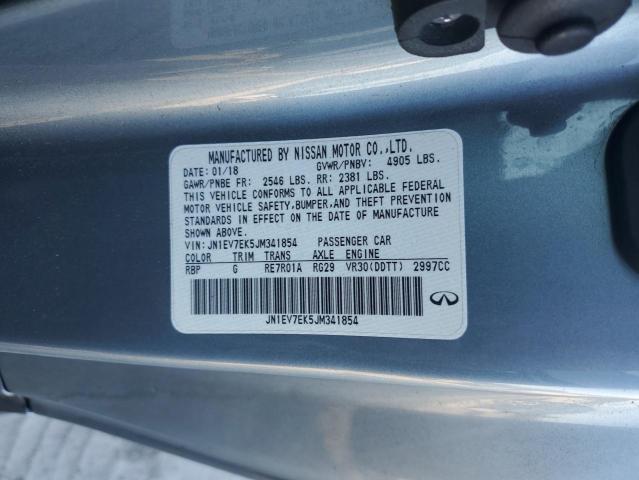 MANUFACTURED BY NISSAN MOTOR CO.,LTD.
DATE: 01/18 GVWR/PNBV: 4905 LBS.
GAWR/PNBE FR: 2546 LBS. RR: 2381 LBS.
THIS VEHICLE CONFORMS TO ALL APPLICABLE FEDERAL
MOTOR VEHICLE SAFETY,BUMPER,AND THEFT PREVENTION
STANDARDS IN EFFECT ON THE DATE OF MANUFACTURE
SHOWN ABOVE.
VIN: JN1EV7EK5JM341854 PASSENGER CAR
COLOR TRIM TRANS AXLE ENGINE
RBP G RE7R01A RG29 VR30(DDTT) 2997CC
JN1EV7EK5JM341854